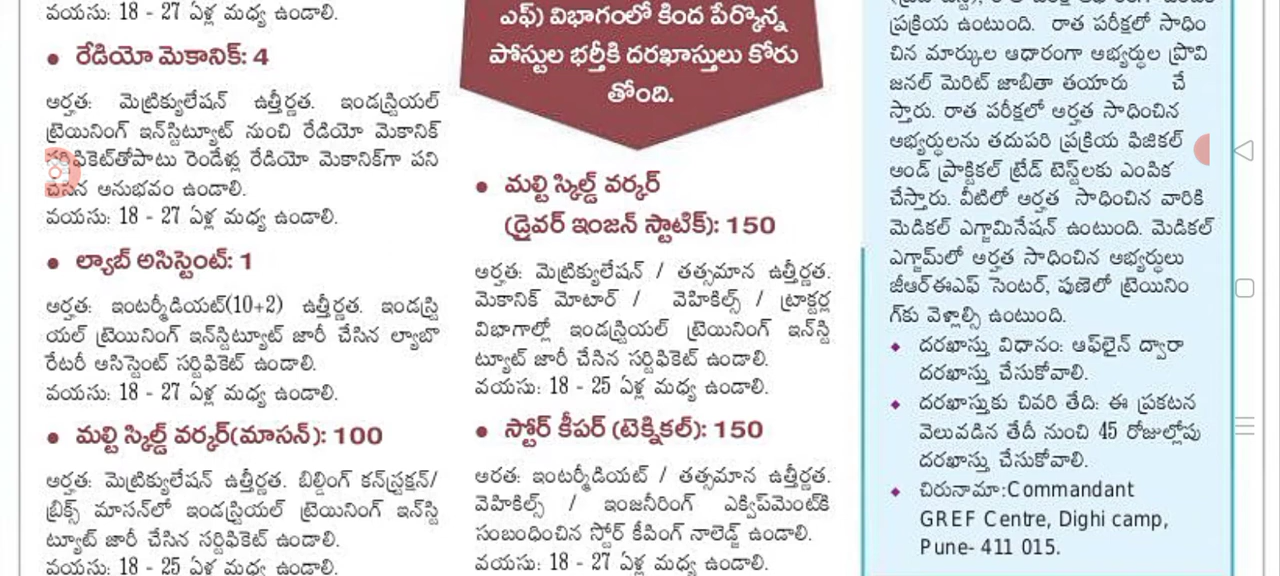 వయసు: 18 - 27 ఏళ్ల మధ్య ఉండాలి.
• రేడియో మెకానిక్: 4
అర్హత: మెట్రిక్యులేషన్ ఉత్తీర్ణత. ఇండస్ట్రియల్
ట్రెయినింగ్ ఇన్‌స్టిట్యూట్ నుంచి రేడియో మెకానిక్
సర్టిఫికెట్‌తోపాటు రెండేళ్లు రేడియో మెకానిక్‌గా పని
చేసిన అనుభవం ఉండాలి.
వయసు: 18 - 27 ఏళ్ల మధ్య ఉండాలి.
• ల్యాబ్ అసిస్టెంట్: 1
అర్హత: ఇంటర్మీడియట్(10+2) ఉత్తీర్ణత. ఇండస్ట్రి
యల్ ట్రెయినింగ్ ఇన్‌స్టిట్యూట్ జారీ చేసిన ల్యాబొ
రేటరీ అసిస్టెంట్ సర్టిఫికెట్ ఉండాలి.
వయసు: 18 - 27 ఏళ్ల మధ్య ఉండాలి.
• మల్టి స్కిల్డ్ వర్కర్(మాసన్): 100
అర్హత: మెట్రిక్యులేషన్ ఉత్తీర్ణత. బిల్డింగ్ కన్‌స్ట్రక్షన్/
బ్రిక్స్ మాసన్‌లో ఇండస్ట్రియల్ ట్రెయినింగ్ ఇన్‌స్టి
ట్యూట్ జారీ చేసిన సర్టిఫికెట్ ఉండాలి.
వయసు: 18 - 25 ఏళ్ల మధ్య ఉండాలి.
ఎఫ్) విభాగంలో కింద పేర్కొన్న
పోస్టుల భర్తీకి దరఖాస్తులు కోరు
తోంది.
• మల్టి స్కిల్డ్ వర్కర్
(డ్రైవర్ ఇంజన్ స్టాటిక్): 150
అర్హత: మెట్రిక్యులేషన్ / తత్సమాన ఉత్తీర్ణత.
మెకానిక్ మోటార్ / వెహికిల్స్ / ట్రాక్టర్ల
విభాగాల్లో ఇండస్ట్రియల్ ట్రెయినింగ్ ఇన్‌స్టి
ట్యూట్ జారీ చేసిన సర్టిఫికెట్ ఉండాలి.
వయసు: 18 - 25 ఏళ్ల మధ్య ఉండాలి.
• స్టోర్ కీపర్ (టెక్నికల్): 150
అరత: ఇంటర్మీడియట్ / తత్సమాన ఉత్తీర్ణత.
వెహికిల్స్ / ఇంజనీరింగ్ ఎక్విప్‌మెంట్‌కి
సంబంధించిన స్టోర్ కీపింగ్ నాలెడ్జ్ ఉండాలి.
వయసు: 18 - 27 ఏళ్ల మధ్య ఉండాలి.
ప్రక్రియ ఉంటుంది. రాత పరీక్షలో సాధిం
చిన మార్కుల ఆధారంగా అభ్యర్థుల ప్రొవి
జనల్ మెరిట్ జాబితా తయారు చే
స్తారు. రాత పరీక్షలో అర్హత సాధించిన
అభ్యర్థులను తదుపరి ప్రక్రియ ఫిజికల్
అండ్ ప్రాక్టికల్ ట్రేడ్ టెస్ట్‌లకు ఎంపిక
చేస్తారు. వీటిలో అర్హత సాధించిన వారికి
మెడికల్ ఎగ్జామినేషన్ ఉంటుంది. మెడికల్
ఎగ్జామ్‌లో అర్హత సాధించిన అభ్యర్థులు
జీఆర్ఈఎఫ్ సెంటర్, పుణెలో ట్రెయినిం
గ్‌కు వెళ్లాల్సి ఉంటుంది.
◆ దరఖాస్తు విధానం: ఆఫ్‌లైన్ ద్వారా
దరఖాస్తు చేసుకోవాలి.
◆ దరఖాస్తుకు చివరి తేది: ఈ ప్రకటన
వెలువడిన తేదీ నుంచి 45 రోజుల్లోపు
దరఖాస్తు చేసుకోవాలి.
◆ చిరునామా:Commandant
GREF Centre, Dighi camp,
Pune- 411 015.